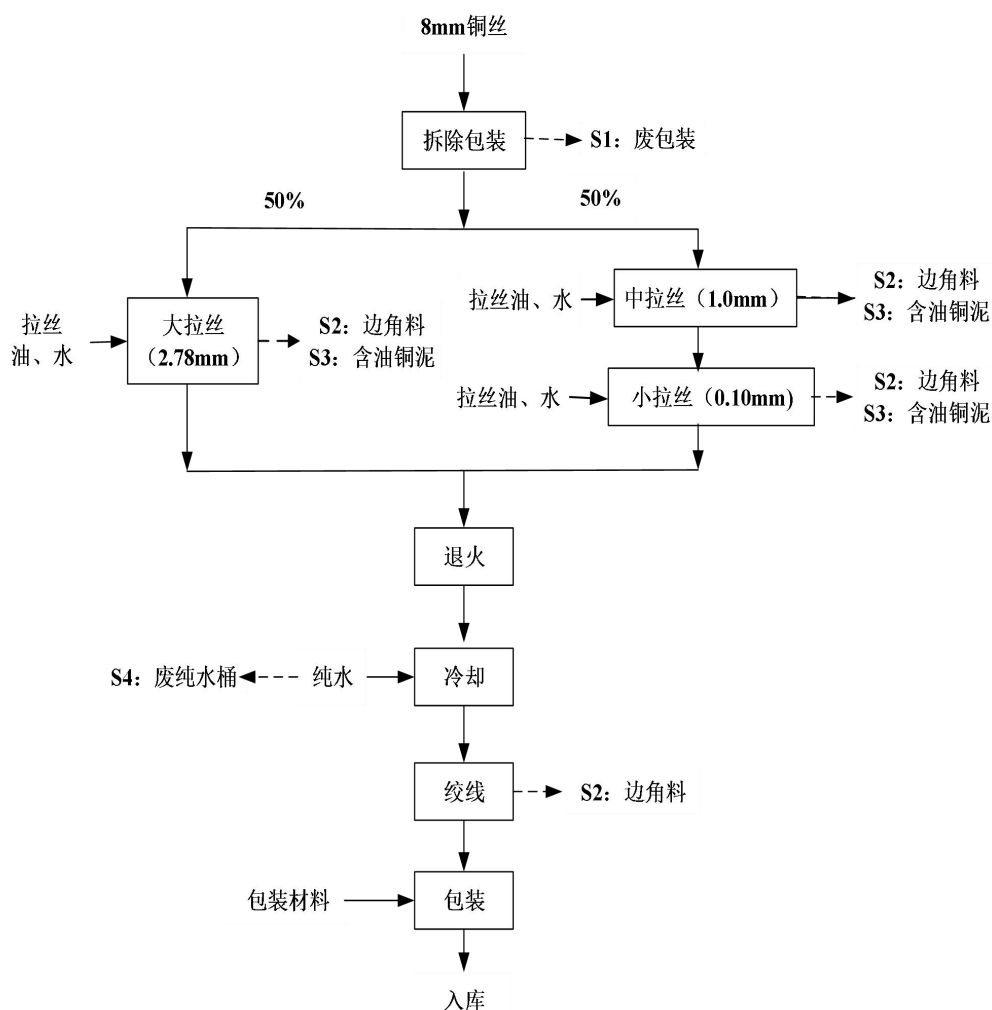 8mm铜丝
拆除包装
S1：废包装
50%
50%
拉丝
油、水
大拉丝
（2.78mm）
S2：边角料
S3：含油铜泥
拉丝油、水
中拉丝（1.0mm）
S2：边角料
S3：含油铜泥
拉丝油、水
小拉丝（0.10mm)
S2：边角料
S3：含油铜泥
退火
S4：废纯水桶
纯水
冷却
绞线
S2：边角料
包装材料
包装
入库